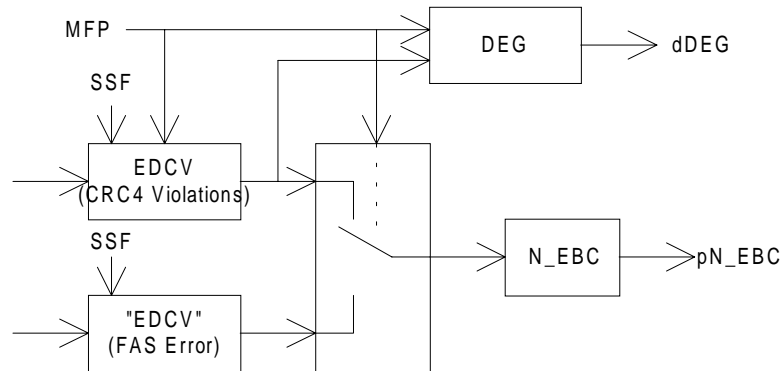 MFP
DEG
dDEG
SSF
EDCV
(CRC4 Violations)
SSF
N_EBC
pN_EBC
"EDCV"
(FAS Error)